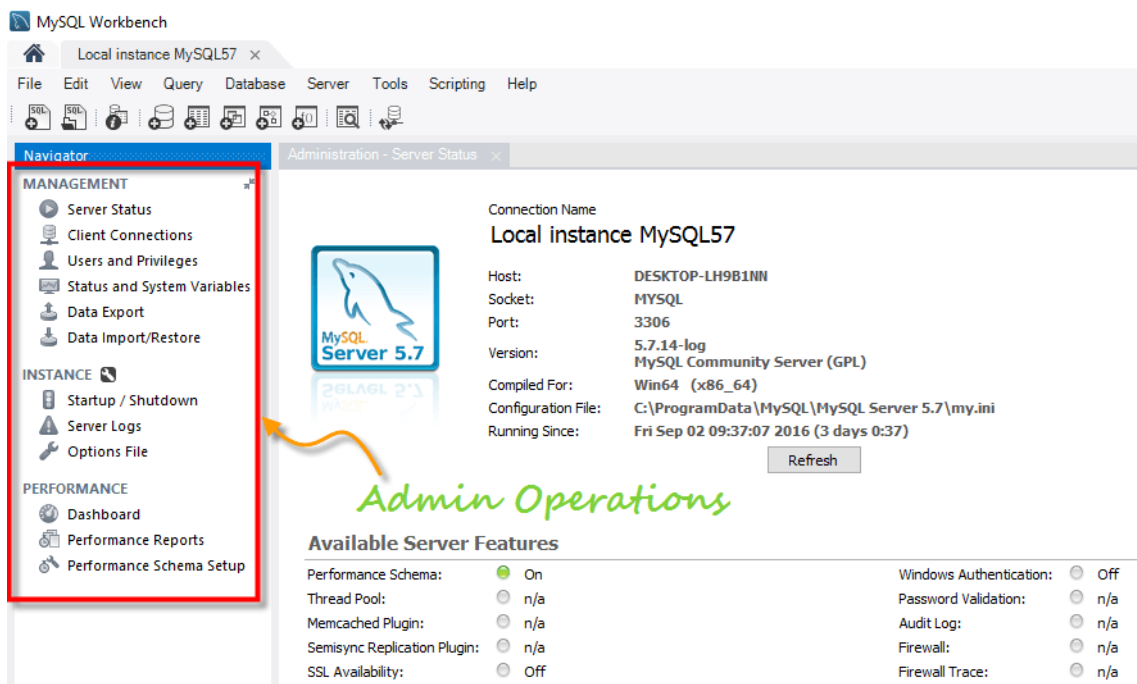 MySQL Workbench
Local instance MySQL57
File Edit View Query Database Server Tools Scripting Help
SQL SQL
Navigator
Administration - Server Status
MANAGEMENT
Server Status
Client Connections
Users and Privileges
Status and System Variables
Data Export
Data Import/Restore
INSTANCE
Startup / Shutdown
Server Logs
Options File
PERFORMANCE
Dashboard
Performance Reports
Performance Schema Setup
MySQL
Server 5.7
Connection Name
Local instance MySQL57
Host: DESKTOP-LH9B1NN
Socket: MYSQL
Port: 3306
Version: 5.7.14-log
MySQL Community Server (GPL)
Compiled For: Win64 (x86_64)
Configuration File: C:\ProgramData\MySQL\MySQL Server 5.7\my.ini
Running Since: Fri Sep 02 09:37:07 2016 (3 days 0:37)
Refresh
Admin Operations
Available Server Features
Performance Schema: On Windows Authentication: Off
Thread Pool: n/a Password Validation: n/a
Memcached Plugin: n/a Audit Log: n/a
Semisync Replication Plugin: n/a Firewall: n/a
SSL Availability: Off Firewall Trace: n/a